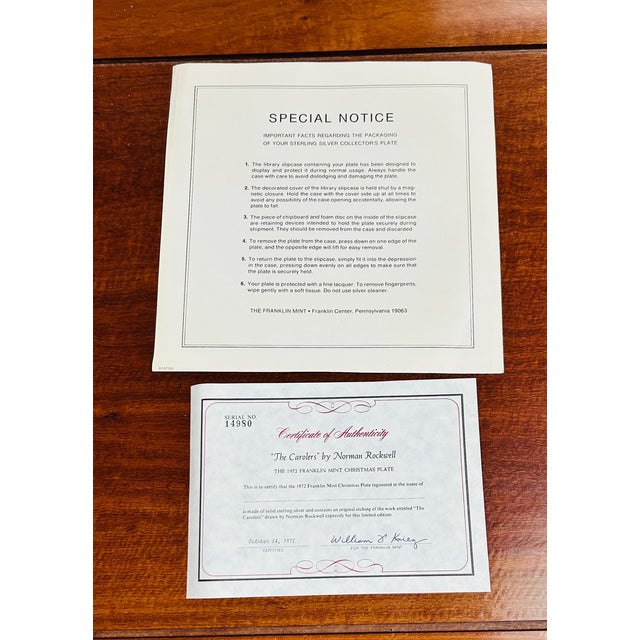 SPECIAL NOTICE
IMPORTANT FACTS REGARDING THE PACKAGING
OF YOUR STERLING SILVER COLLECTOR'S PLATE
1. The library slipcase containing your plate has been designed to
display and protect it during normal usage. Always handle the
case with care to avoid dislodging and damaging the plate.
2. The decorated cover of the library slipcase is held shut by a mag-
netic closure. Hold the case with the cover side up at all times to
avoid any possibility of the case opening accidentally, allowing the
plate to fall.
3. The piece of chipboard and foam disc on the inside of the slipcase
are retaining devices intended to hold the plate securely during
shipment. They should be removed from the case and discarded.
4. To remove the plate from the case, press down on one edge of the
plate, and the opposite edge will lift for easy removal.
5. To return the plate to the slipcase, simply fit it into the depression
in the case, pressing down evenly on all edges to make sure that
the plate is securely held.
6. Your plate is protected with a fine lacquer. To remove fingerprints,
wipe gently with a soft tissue. Do not use silver cleaner.
THE FRANKLIN MINT • Franklin Center, Pennsylvania 19063
SERIAL NO.
14980
Certificate of Authenticity
"The Carolers" by Norman Rockwell
THE 1972 FRANKLIN MINT CHRISTMAS PLATE
This is to certify that the 1972 Franklin Mint Christmas Plate registered in the name of
is made of solid sterling silver and contains an original etching of the work entitled "The
Carolers" drawn by Norman Rockwell expressly for this limited edition.
October 24, 1972
William
CERTIFIED
FOR THE FRANKLIN MINT